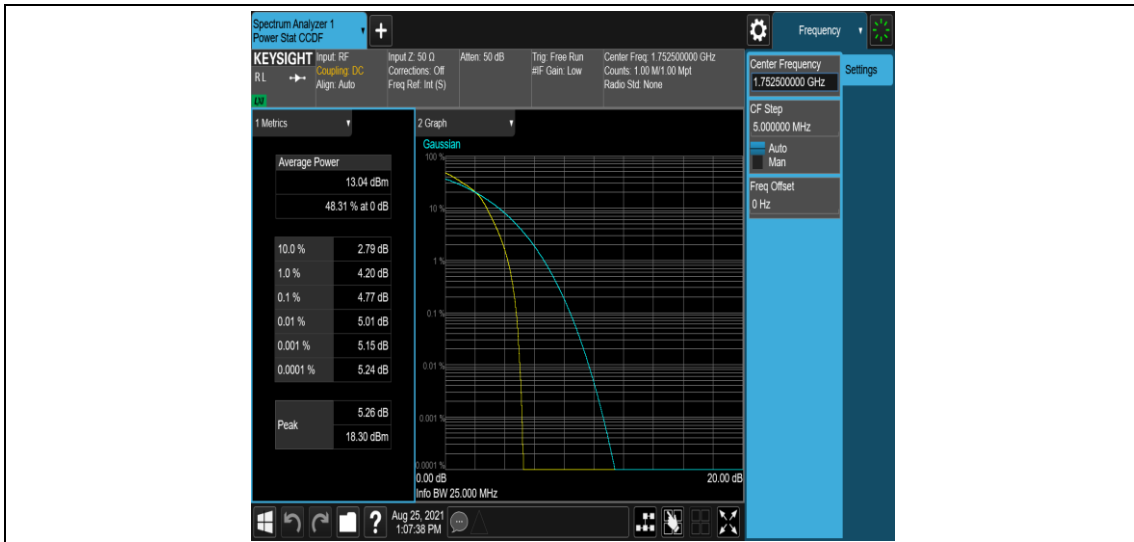 Spectrum Analyzer 1
Power Stat CCDF
+
Frequency
KEYSIGHT
RL
LXI
Input: RF
Coupling: DC
Align: Auto
Input Z: 50 Ω
Corrections: Off
Freq Ref: Int (S)
Atten: 50 dB
Trig: Free Run
#IF Gain: Low
Center Freq: 1.752500000 GHz
Counts: 1.00 M/1.00 Mpt
Radio Std: None
Center Frequency
1.752500000 GHz
Settings
CF Step
5.000000 MHz
Auto
Man
Freq Offset
0 Hz
1 Metrics
Average Power
13.04 dBm
48.31 % at 0 dB
10.0 % 2.79 dB
1.0 % 4.20 dB
0.1 % 4.77 dB
0.01 % 5.01 dB
0.001 % 5.15 dB
0.0001 % 5.24 dB
Peak 5.26 dB
18.30 dBm
2 Graph
Gaussian
100 %
10 %
1 %
0.1 %
0.01 %
0.001 %
0.0001 %
0.00 dB 20.00 dB
Info BW 25.000 MHz
?
Aug 25, 2021
1:07:38 PM